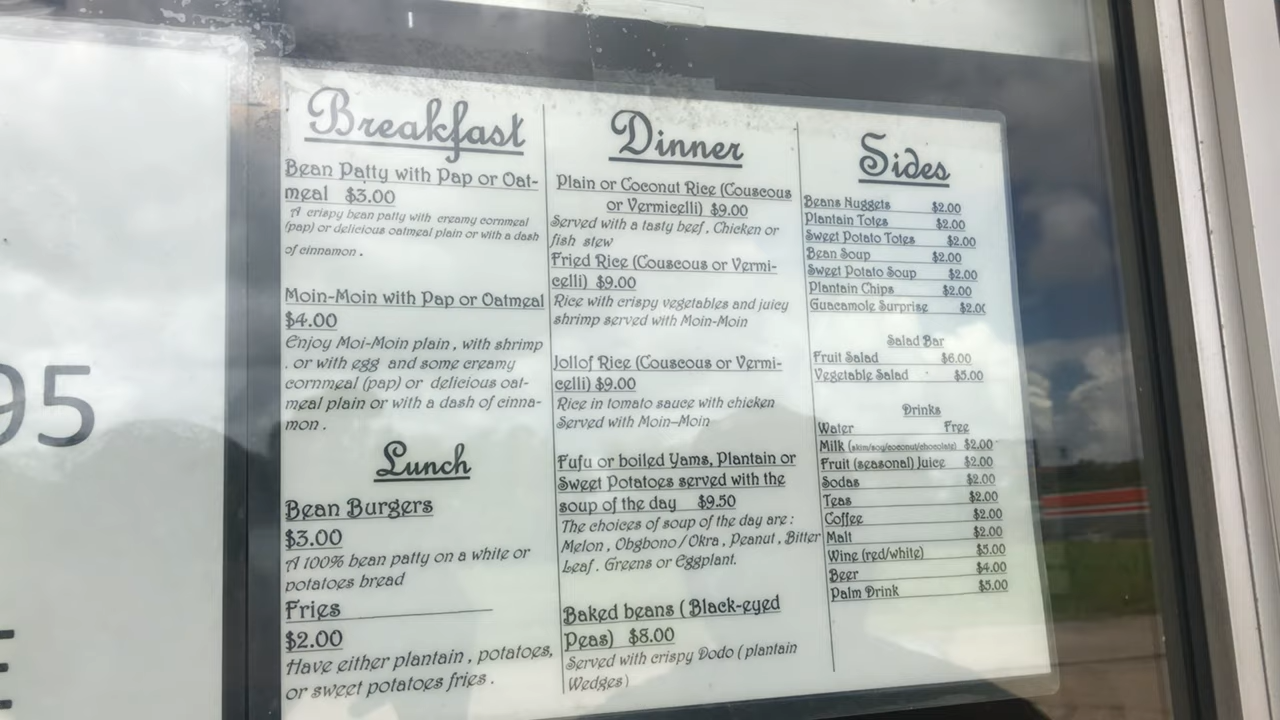 95
E
Breakfast
Bean Patty with Pap or Oat-
meal $3.00
A crispy bean patty with creamy cornmeal
(pap) or delicious oatmeal plain or with a dash
of cinnamon .
Moin-Moin with Pap or Oatmeal
$4.00
Enjoy Moi-Moin plain , with shrimp
. or with egg and some creamy
cornmeal (pap) or delicious oat-
meal plain or with a dash of cinna-
mon .
Lunch
Bean Burgers
$3.00
A 100% bean patty on a white or
potatoes bread
Fries
$2.00
Have either plantain , potatoes,
or sweet potatoes fries .
Dinner
Plain or Coconut Rice (Couscous
or Vermicelli) $9.00
Served with a tasty beef , Chicken or
fish stew
Fried Rice (Couscous or Vermi-
celli) $9.00
Rice with crispy vegetables and juicy
shrimp served with Moin-Moin
Jollof Rice (Couscous or Vermi-
celli) $9.00
Rice in tomato sauce with chicken
Served with Moin-Moin
Fufu or boiled Yams, Plantain or
Sweet Potatoes served with the
soup of the day $9.50
The choices of soup of the day are :
Melon , Obgbono / Okra , Peanut , Bitter
Leaf . Greens or Eggplant.
Baked beans ( Black-eyed
Peas) $8.00
Served with crispy Dodo ( plantain
Wedges )
Sides
Beans Nuggets $2.00
Plantain Totes $2.00
Sweet Potato Totes $2.00
Bean Soup $2.00
Sweet Potato Soup $2.00
Plantain Chips $2.00
Guacamole Surprise $2.0(
Salad Bar
Fruit Salad $6.00
Vegetable Salad $5.00
Drinks
Water Free
Milk (skim/soy/coconut/chocolate) $2.00
Fruit (seasonal) Juice $2.00
Sodas $2.00
Teas $2.00
Coffee $2.00
Malt $2.00
Wine (red/white) $5.00
Beer $4.00
Palm Drink $5.00